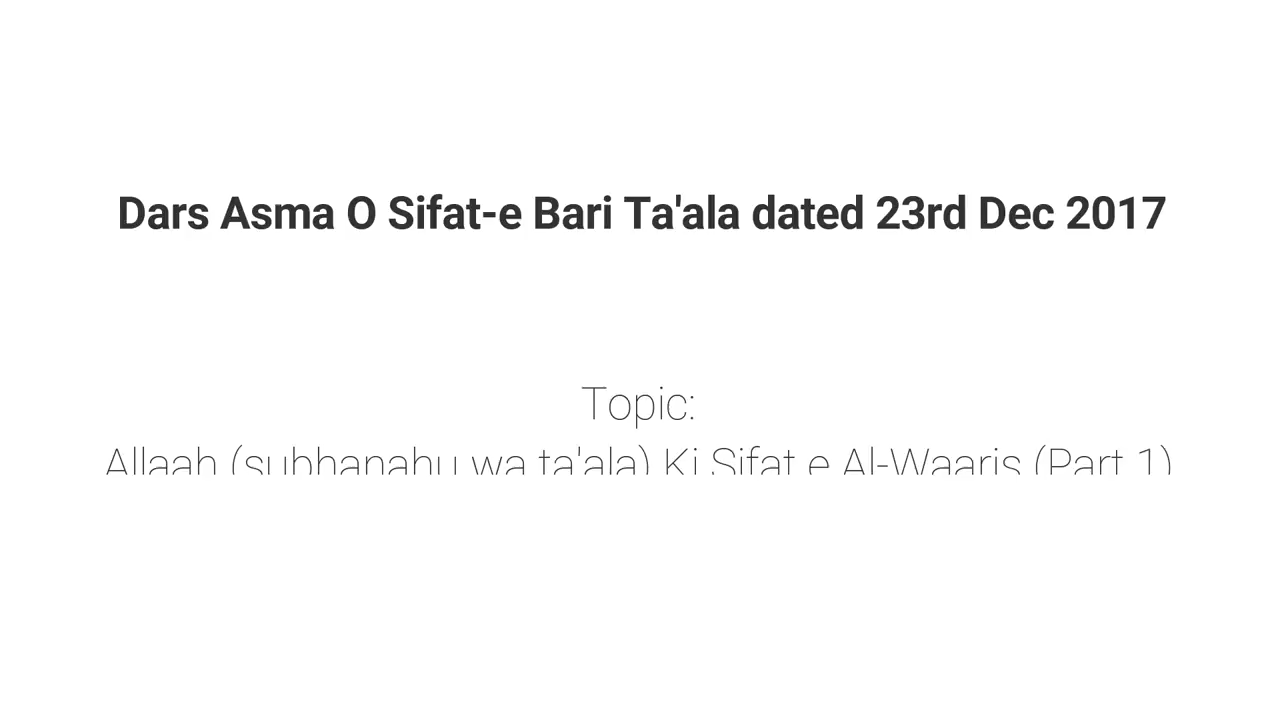 Dars Asma O Sifat-e Bari Ta'ala dated 23rd Dec 2017
Topic:
Allaah (subhanahu wa ta'ala) Ki Sifat e Al-Waaris (Part 1)